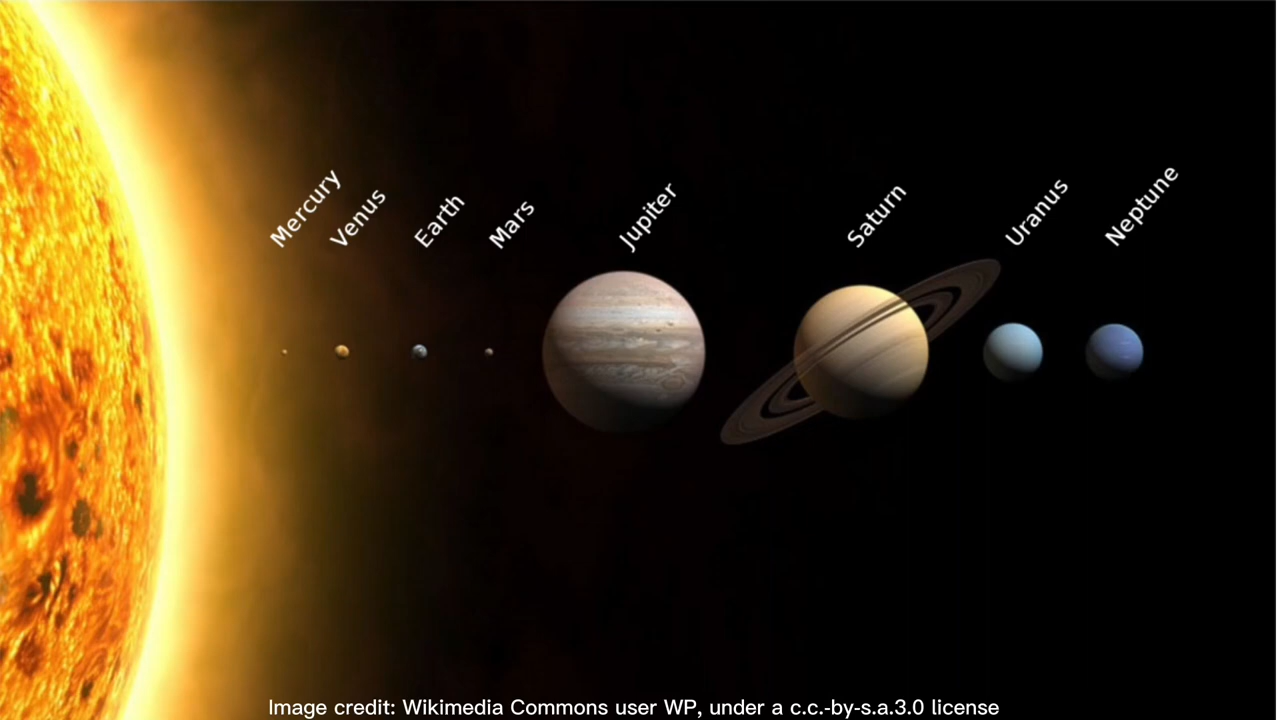 Mercury
Venus
Earth
Mars
Jupiter
Saturn
Uranus
Neptune
Image credit: Wikimedia Commons user WP, under a c.c.-by-s.a.3.0 license